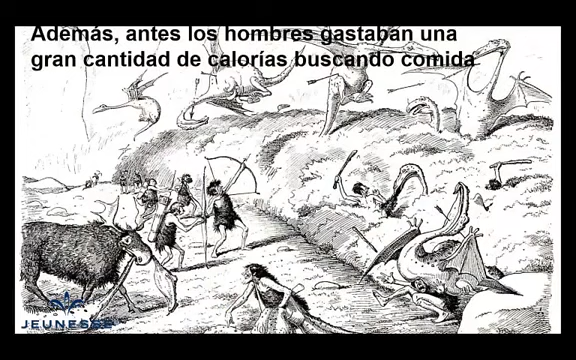 Además, antes los hombres gastaban una
gran cantidad de calorías buscando comida
JEUNESSE